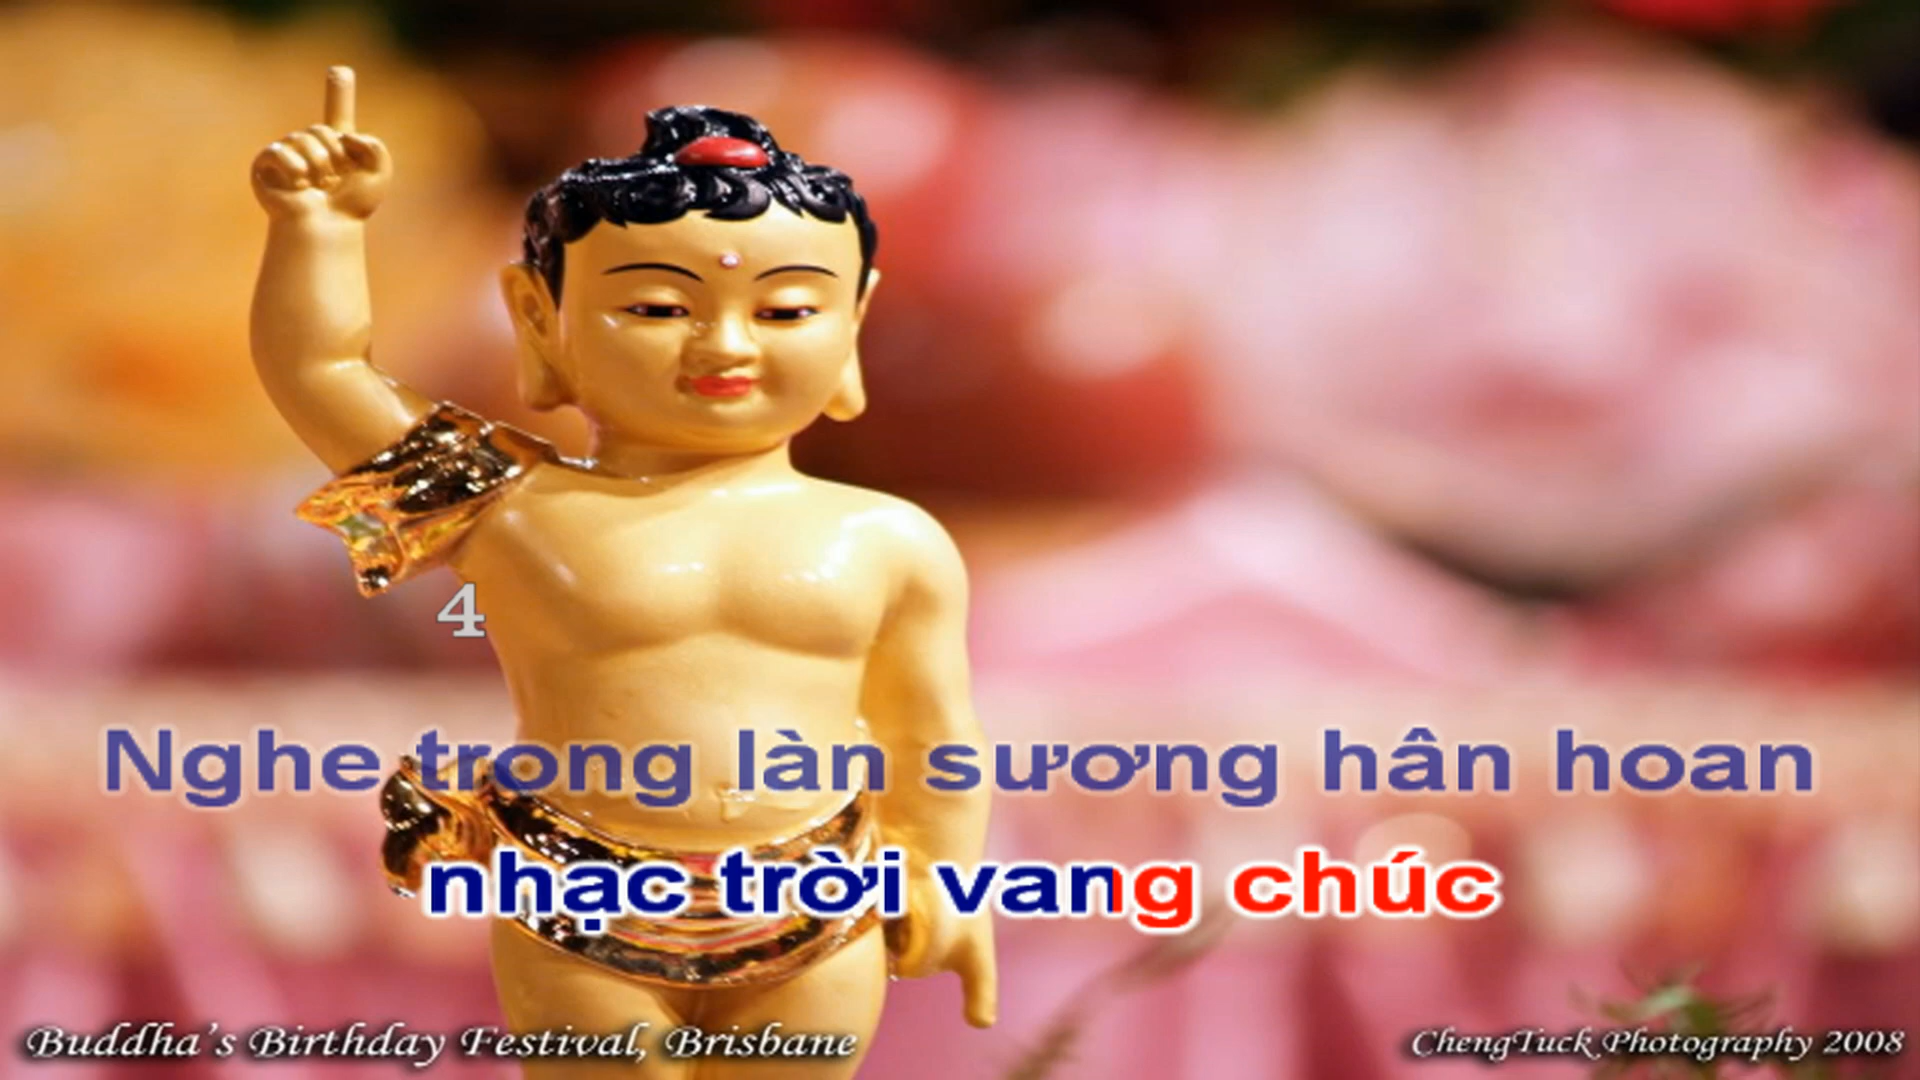 4
Nghe trong làn sương hân hoan
nhạc trời vang chúc
Buddha's Birthday Festival, Brisbane
ChengTuck Photography 2008